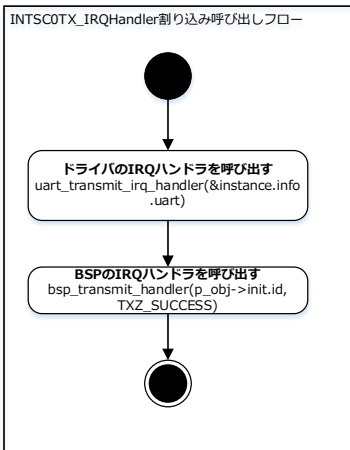 INTSC0TX_IRQHandler割り込み呼び出しフロー
ドライバのIRQハンドラを呼び出す
uart_transmit_irq_handler(&instance.info
.uart)
BSPのIRQハンドラを呼び出す
bsp_transmit_handler(p_obj->init.id,
TXZ_SUCCESS)